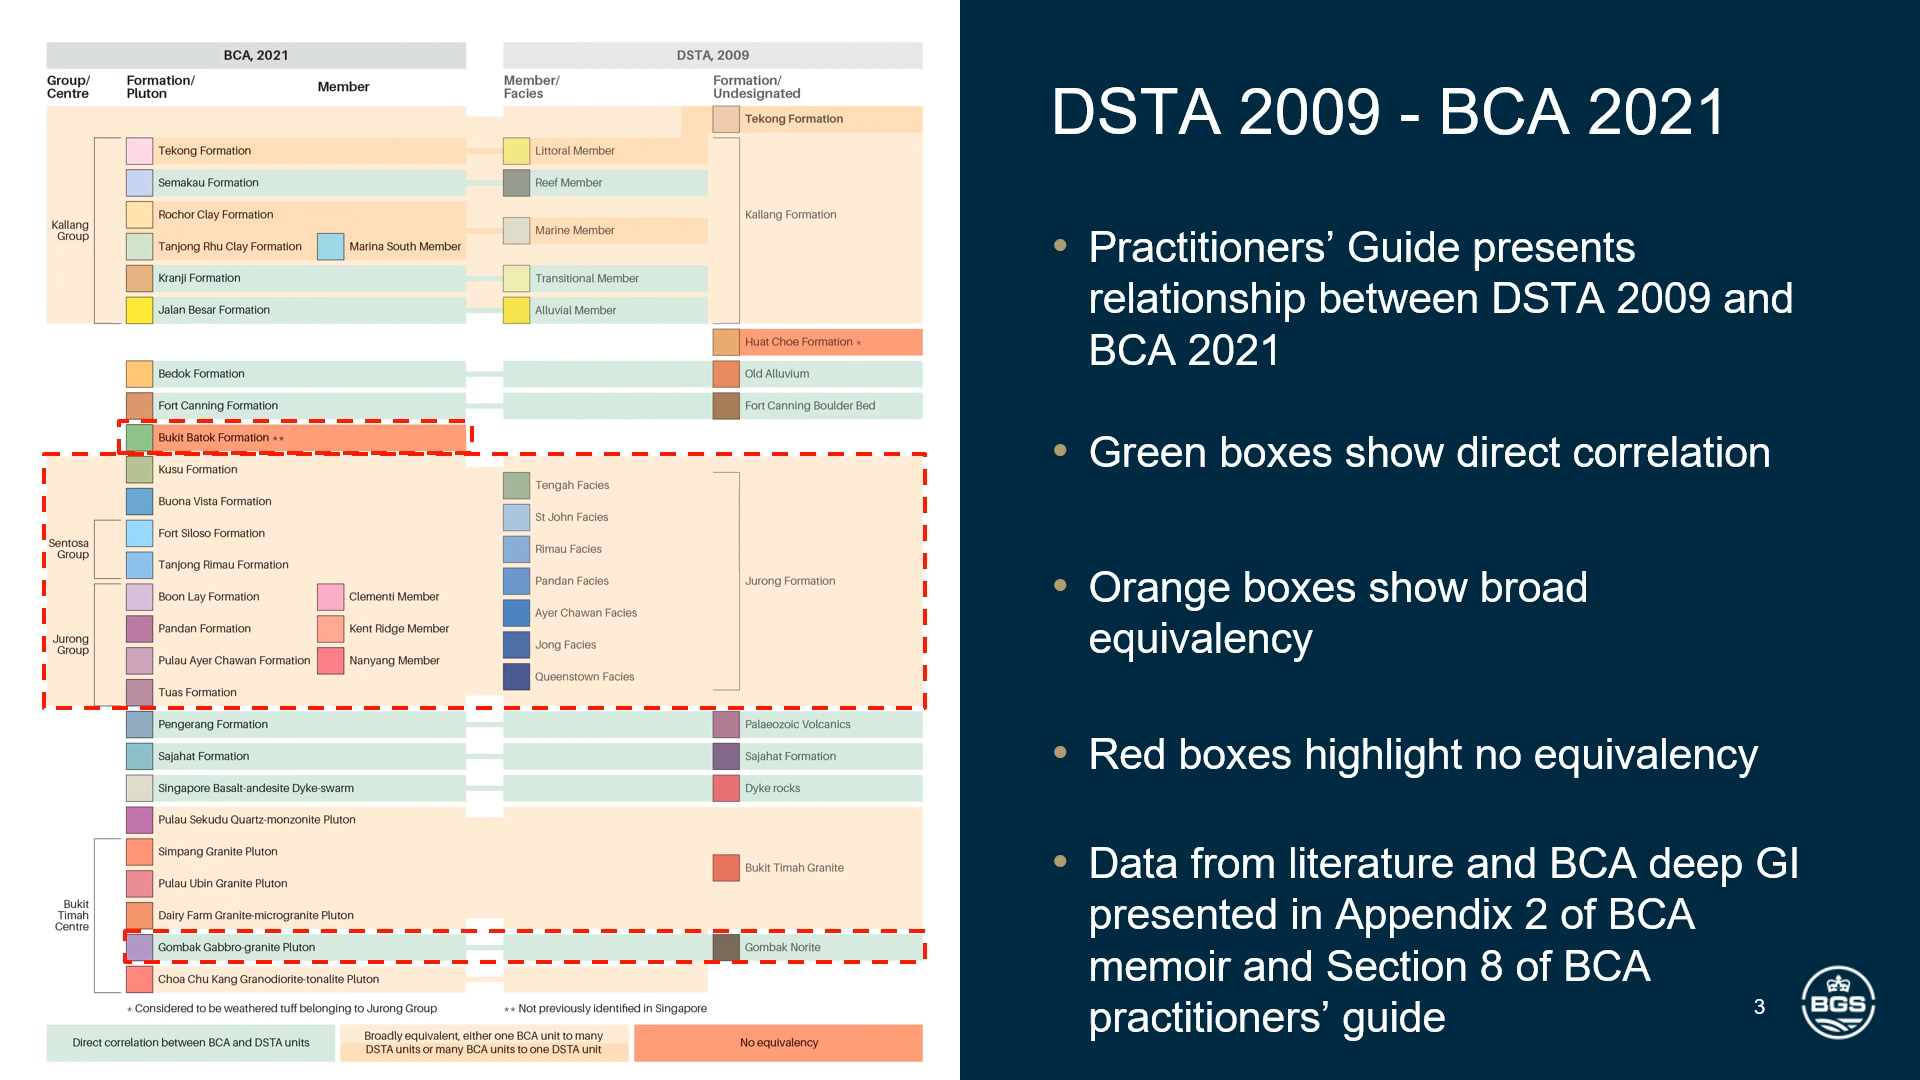 BCA, 2021
Group/
Centre
Formation/
Pluton
Member
Kallang
Group
Tekong Formation
Semakau Formation
Rochor Clay Formation
Tanjong Rhu Clay Formation
Marina South Member
Kranji Formation
Jalan Besar Formation
Bedok Formation
Fort Canning Formation
Bukit Batok Formation **
Kusu Formation
Buona Vista Formation
Sentosa
Group
Fort Siloso Formation
Tanjong Rimau Formation
Jurong
Group
Boon Lay Formation
Clementi Member
Pandan Formation
Kent Ridge Member
Pulau Ayer Chawan Formation
Nanyang Member
Tuas Formation
Pengerang Formation
Sajahat Formation
Singapore Basalt-andesite Dyke-swarm
Pulau Sekudu Quartz-monzonite Pluton
Bukit
Timah
Centre
Simpang Granite Pluton
Pulau Ubin Granite Pluton
Dairy Farm Granite-microgranite Pluton
Gombak Gabbro-granite Pluton
Choa Chu Kang Granodiorite-tonalite Pluton
DSTA, 2009
Member/
Facies
Formation/
Undesignated
Tekong Formation
Littoral Member
Reef Member
Marine Member
Transitional Member
Alluvial Member
Kallang Formation
Huat Choe Formation *
Old Alluvium
Fort Canning Boulder Bed
Tengah Facies
St John Facies
Rimau Facies
Pandan Facies
Ayer Chawan Facies
Jong Facies
Queenstown Facies
Jurong Formation
Palaeozoic Volcanics
Sajahat Formation
Dyke rocks
Bukit Timah Granite
Gombak Norite
* Considered to be weathered tuff belonging to Jurong Group
** Not previously identified in Singapore
Direct correlation between BCA and DSTA units
Broadly equivalent, either one BCA unit to many
DSTA units or many BCA units to one DSTA unit
No equivalency
DSTA 2009 - BCA 2021
• Practitioners’ Guide presents
relationship between DSTA 2009 and
BCA 2021
• Green boxes show direct correlation
• Orange boxes show broad
equivalency
• Red boxes highlight no equivalency
• Data from literature and BCA deep GI
presented in Appendix 2 of BCA
memoir and Section 8 of BCA
practitioners’ guide
3
BGS